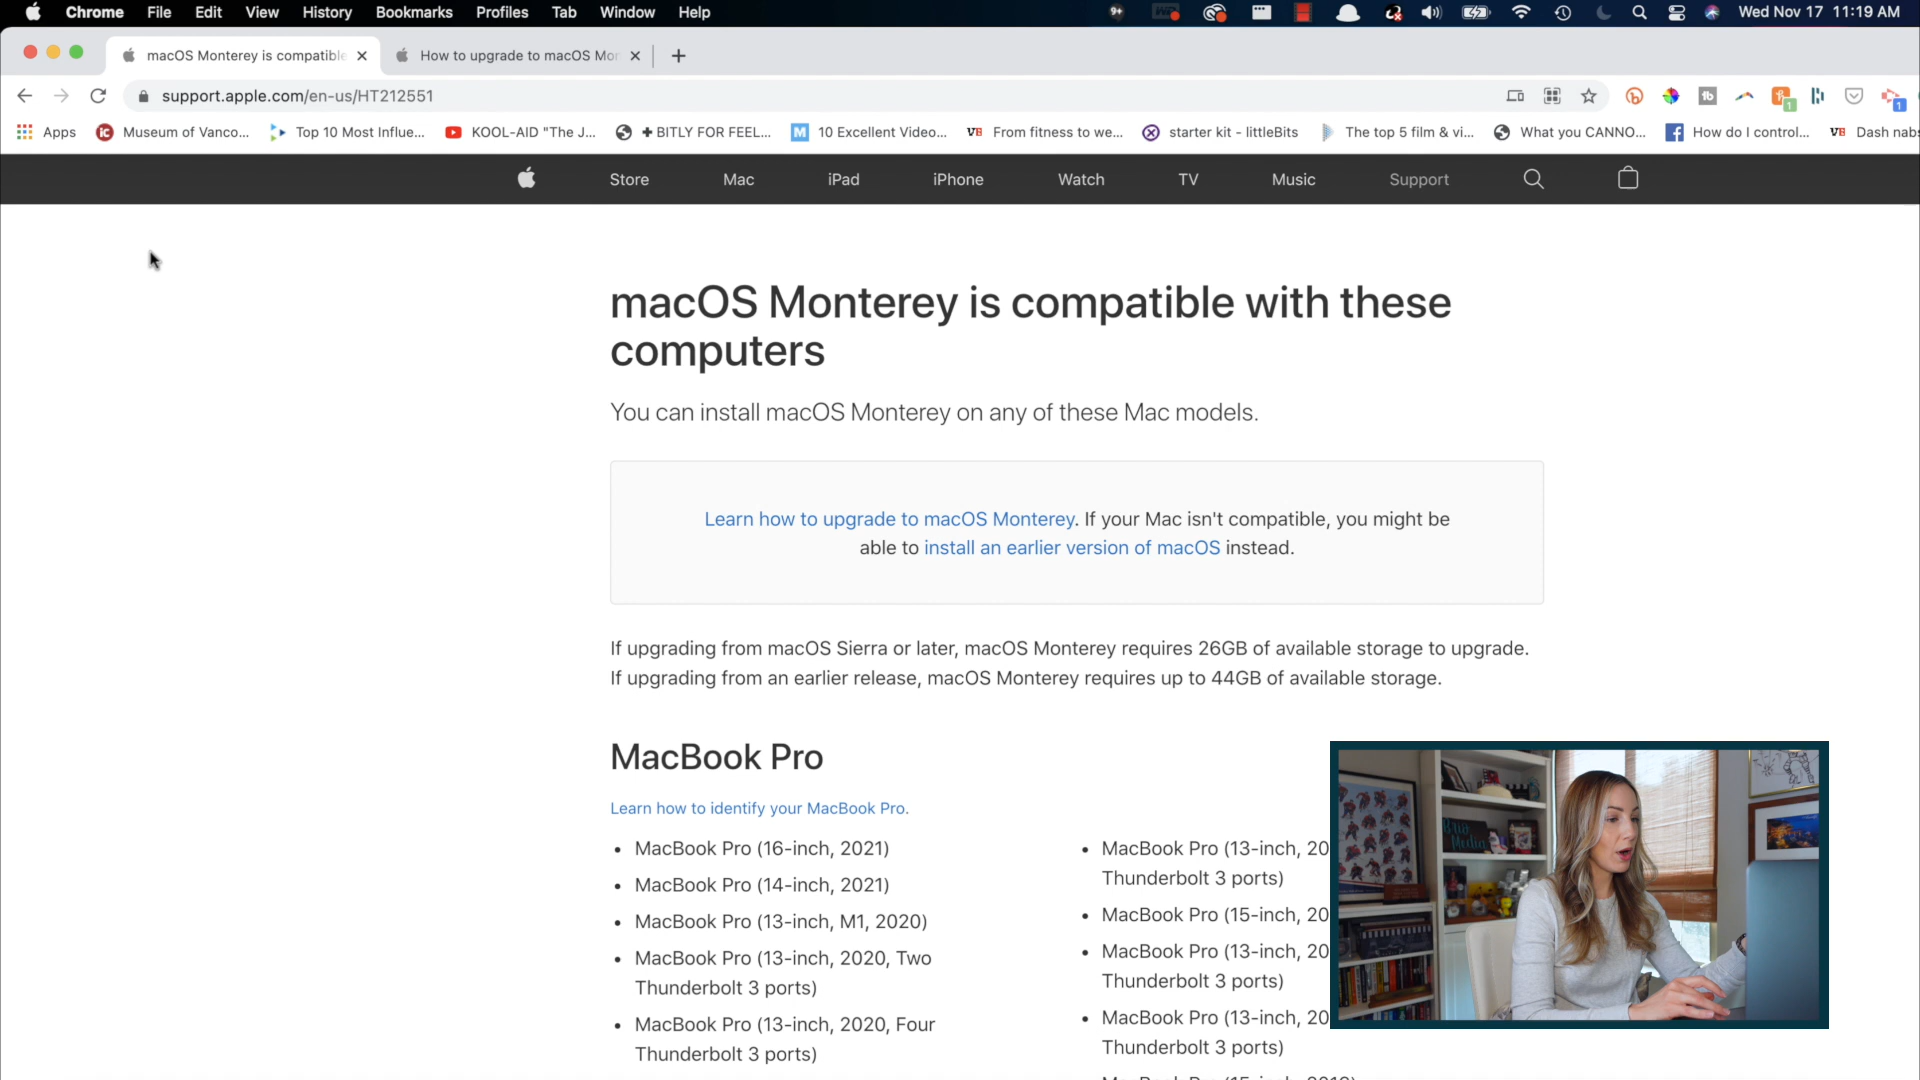 Chrome File Edit View History Bookmarks Profiles Tab Window Help Wed Nov 17 11:19 AM
macOS Monterey is compatible How to upgrade to macOS Mon
support.apple.com/en-us/HT212551
Apps Museum of Vanco... Top 10 Most Influe... KOOL-AID "The J... + BITLY FOR FEEL... 10 Excellent Video... From fitness to we... starter kit - littleBits The top 5 film & vi... What you CANNO... How do I control... Dash nabs
Store Mac iPad iPhone Watch TV Music Support
macOS Monterey is compatible with these
computers
You can install macOS Monterey on any of these Mac models.
Learn how to upgrade to macOS Monterey. If your Mac isn't compatible, you might be
able to install an earlier version of macOS instead.
If upgrading from macOS Sierra or later, macOS Monterey requires 26GB of available storage to upgrade.
If upgrading from an earlier release, macOS Monterey requires up to 44GB of available storage.
MacBook Pro
Learn how to identify your MacBook Pro.
• MacBook Pro (16-inch, 2021)
• MacBook Pro (14-inch, 2021)
• MacBook Pro (13-inch, M1, 2020)
• MacBook Pro (13-inch, 2020, Two
Thunderbolt 3 ports)
• MacBook Pro (13-inch, 2020, Four
Thunderbolt 3 ports)
• MacBook Pro (13-inch, 20
Thunderbolt 3 ports)
• MacBook Pro (15-inch, 20
• MacBook Pro (13-inch, 20
Thunderbolt 3 ports)
• MacBook Pro (13-inch, 20
Thunderbolt 3 ports)